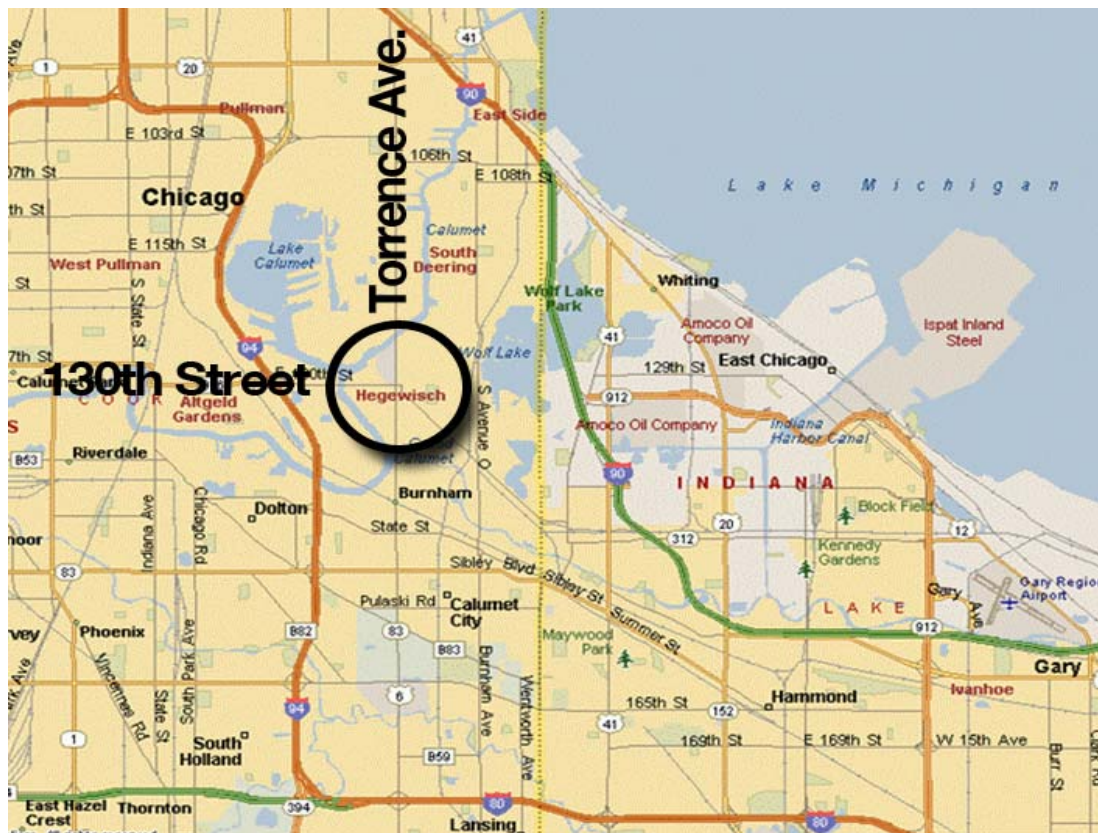 41
1
20
Torrence Ave.
90
Pullman
East Side
E 103rd St
106th St
E 108th St
07th St
Chicago
Lake Michigan
th St
E 115th St
Lake
Calumet
Calumet
South
Deering
West Pullman
St
S State St
Whiting
Wolf Lake
Park
Amoco Oil
Company
Ispat Inland
Steel
41
94
Wolf Lake
East Chicago
7th St
129th St
130th Street
COOK
Altgeld
Gardens
Hegewisch
S Avenue O
912
Amoco Oil Company
Indiana
Harbor Canal
S
B53
Riverdale
Calumet
90
INDIANA
Burnham
Dolton
Indiana Ave
Chicago Rd
State St
Block Field
20
312
12
Kennedy
Gardens
83
Sibley Blvd
Sibley St
Summer St
Gary Regio
Airport
Gary Ave
Pulaski Rd
Calumet
City
LAKE
912
rvey
Phoenix
B82
83
B83
Maywood
Park
Gary
Vincennes Rd
State St
South Park Ave
6
Burnham Ave
Wentworth Ave
Ivanhoe
Hammond
165th St
152
94
41
1
169th St
E 169th St
W 15th Ave
South
Holland
B59
Burr St
East Hazel
Crest
Thornton
394
80
Lansing
80